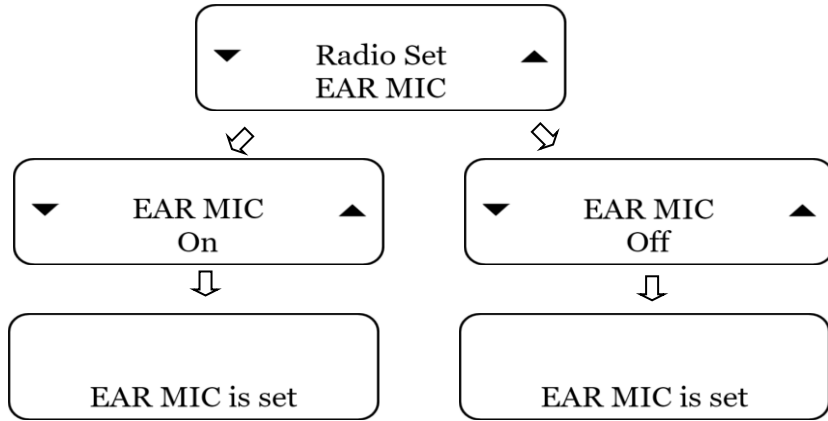 Radio Set
EAR MIC
EAR MIC
On
EAR MIC
Off
EAR MIC is set
EAR MIC is set